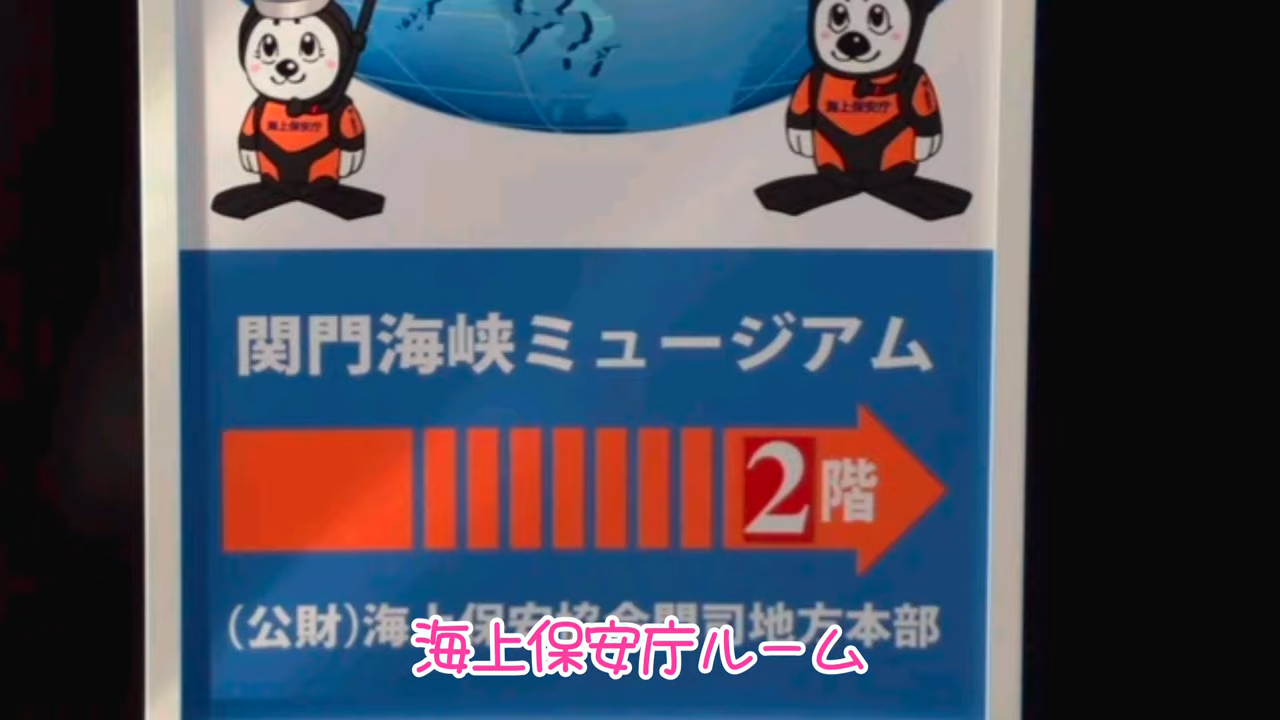 海上保安庁
海上保安庁
関門海峡ミュージアム
2階
(公財)海上保安協会門司地方本部
海上保安庁ルーム